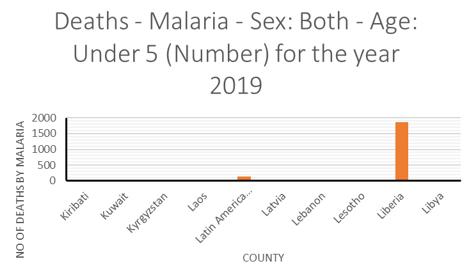 Deaths - Malaria - Sex: Both - Age:
Under 5 (Number) for the year
2019
NO OF DEATHS BY MALARIA
2000
1500
1000
500
0
Kiribati
Kuwait
Kyrgyzstan
Laos
Latin America...
Latvia
Lebanon
Lesotho
Liberia
Libya
COUNTY